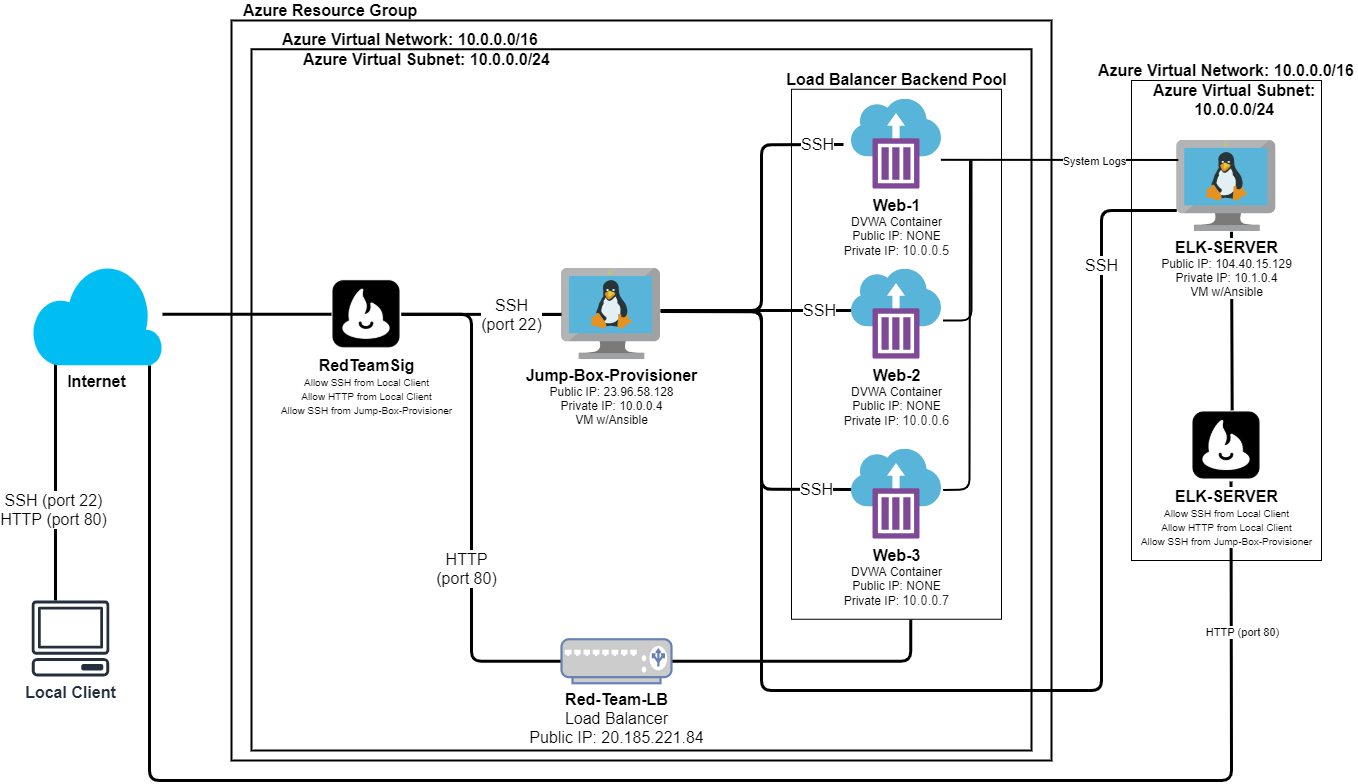 Azure Resource Group
Azure Virtual Network: 10.0.0.0/16
Azure Virtual Subnet: 10.0.0.0/24
Load Balancer Backend Pool
SSH
Web-1
DVWA Container
Public IP: NONE
Private IP: 10.0.0.5
SSH
Web-2
DVWA Container
Public IP: NONE
Private IP: 10.0.0.6
SSH
Web-3
DVWA Container
Public IP: NONE
Private IP: 10.0.0.7
System Logs
Azure Virtual Network: 10.0.0.0/16
Azure Virtual Subnet:
10.0.0.0/24
ELK-SERVER
Public IP: 104.40.15.129
Private IP: 10.1.0.4
VM w/Ansible
SSH
ELK-SERVER
Allow SSH from Local Client
Allow HTTP from Local Client
Allow SSH from Jump-Box-Provisioner
HTTP (port 80)
Internet
SSH (port 22)
HTTP (port 80)
Local Client
RedTeamSig
Allow SSH from Local Client
Allow HTTP from Local Client
Allow SSH from Jump-Box-Provisioner
SSH
(port 22)
Jump-Box-Provisioner
Public IP: 23.96.58.128
Private IP: 10.0.0.4
VM w/Ansible
HTTP
(port 80)
Red-Team-LB
Load Balancer
Public IP: 20.185.221.84